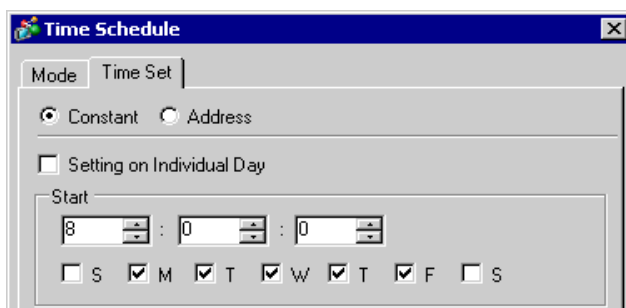 Time Schedule
Mode Time Set
Constant Address
Setting on Individual Day
Start
8 : 0 : 0
S M T W T F S